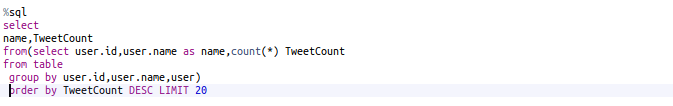 %sql
select
name,TweetCount
from(select user.id,user.name as name,count(*) TweetCount
from table
group by user.id,user.name,user)
order by TweetCount DESC LIMIT 20